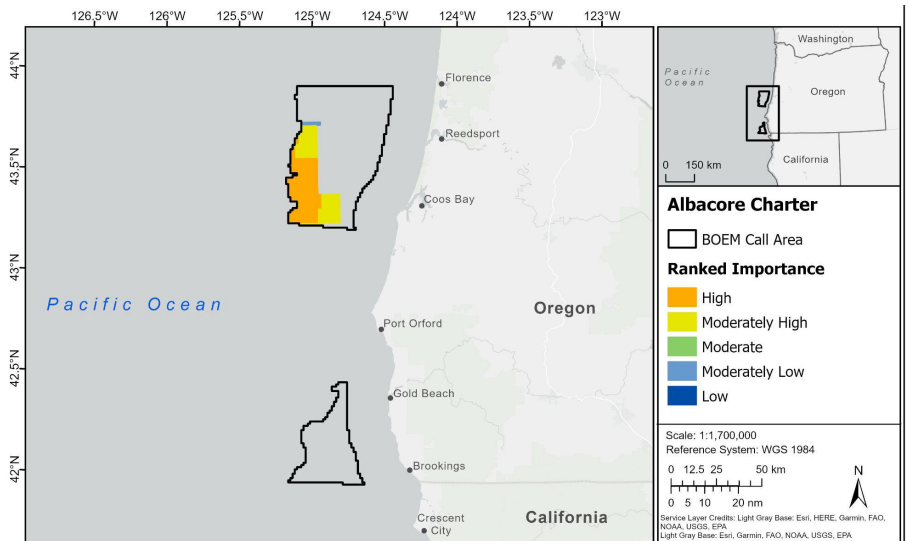 126.5°W 126°W 125.5°W 125°W 124.5°W 124°W 123.5°W 123°W
44°N
43.5°N
43°N
42.5°N
42°N
Florence
Reedsport
Coos Bay
Pacific Ocean
Oregon
Port Orford
Gold Beach
Brookings
Crescent
City
California
Washington
Pacific
Ocean
Oregon
California
0 150 km
Albacore Charter
BOEM Call Area
Ranked Importance
High
Moderately High
Moderate
Moderately Low
Low
Scale: 1:1,700,000
Reference System: WGS 1984
0 12.5 25 50 km
N
0 5 10 20 nm
Service Layer Credits: Light Gray Base: Esri, HERE, Garmin, FAO,
NOAA, USGS, EPA
Light Gray Base: Esri, Garmin, FAO, NOAA, USGS, EPA